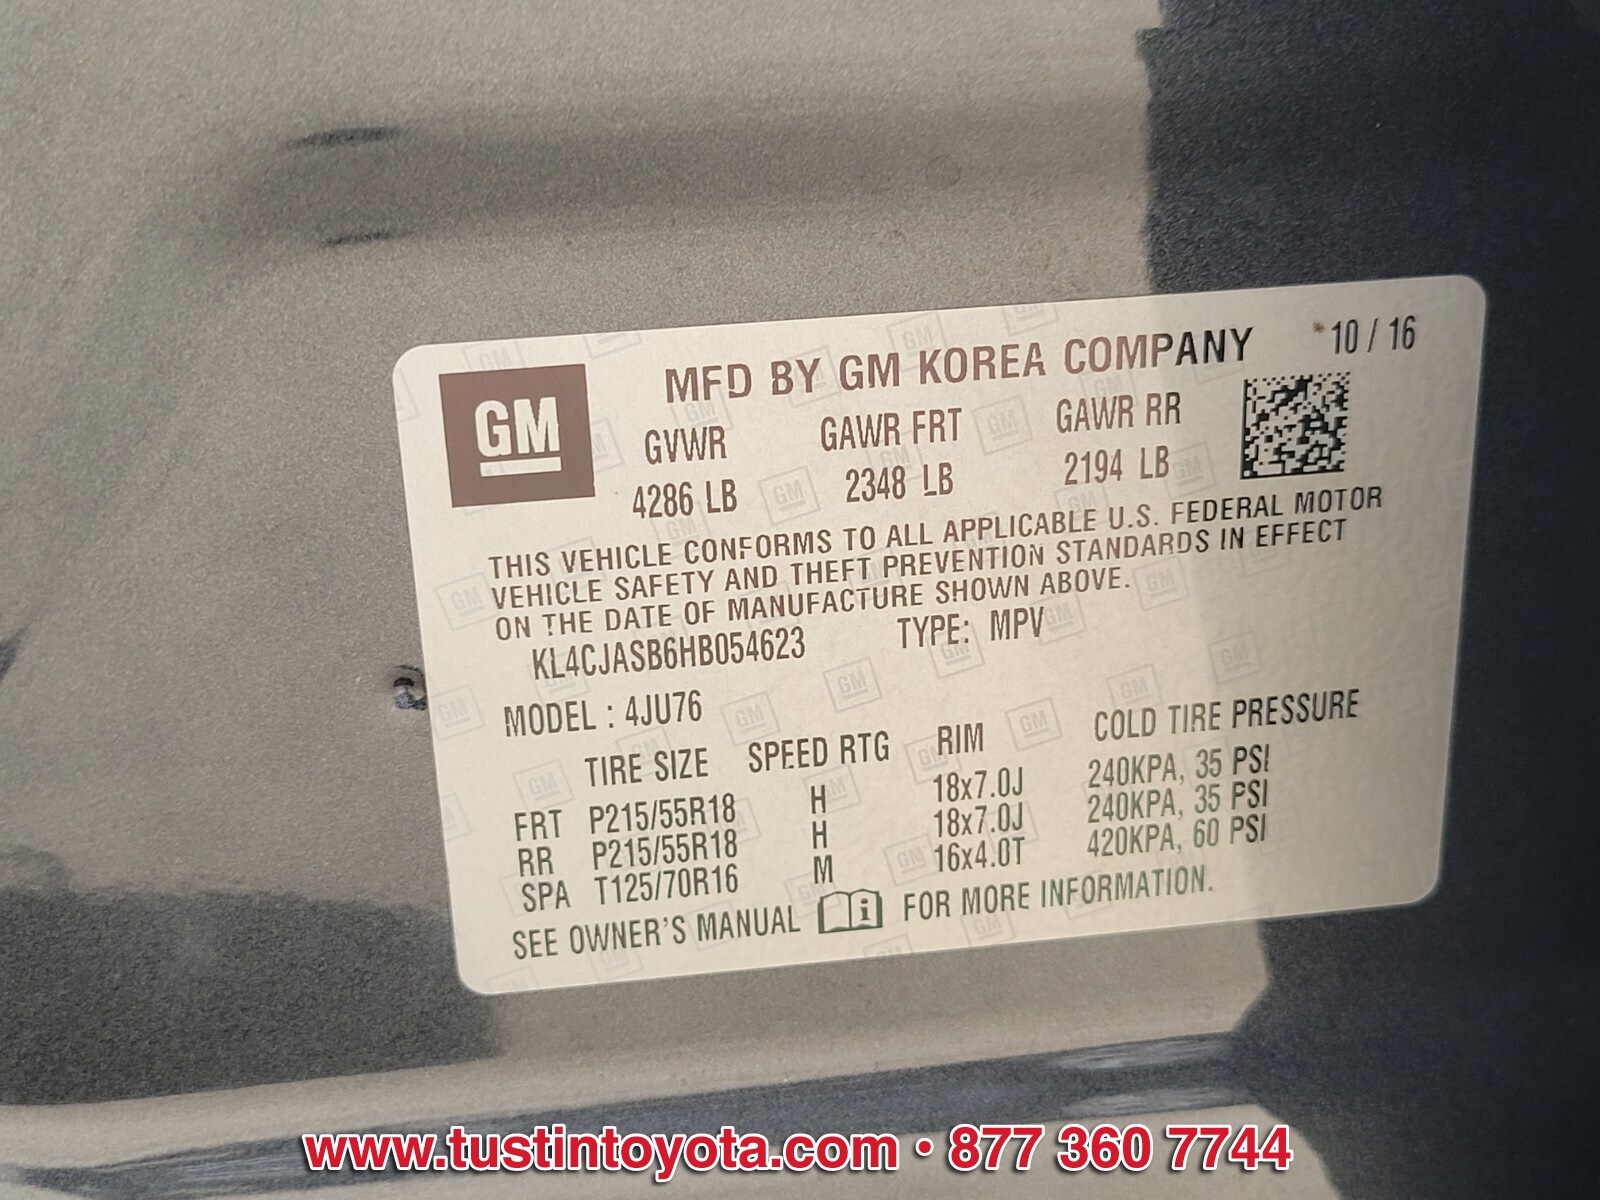 MFD BY GM KOREA COMPANY *10 / 16
GM
GVWR GAWR FRT GAWR RR
4286 LB 2348 LB 2194 LB
THIS VEHICLE CONFORMS TO ALL APPLICABLE U.S. FEDERAL MOTOR
VEHICLE SAFETY AND THEFT PREVENTION STANDARDS IN EFFECT
ON THE DATE OF MANUFACTURE SHOWN ABOVE.
KL4CJASB6HB054623 TYPE: MPV
MODEL : 4JU76
TIRE SIZE SPEED RTG RIM COLD TIRE PRESSURE
FRT P215/55R18 H 18x7.0J 240KPA, 35 PSI
RR P215/55R18 H 18x7.0J 240KPA, 35 PSI
SPA T125/70R16 M 16x4.0T 420KPA, 60 PSI
SEE OWNER'S MANUAL i FOR MORE INFORMATION.
www.tustintoyota.com • 877 360 7744